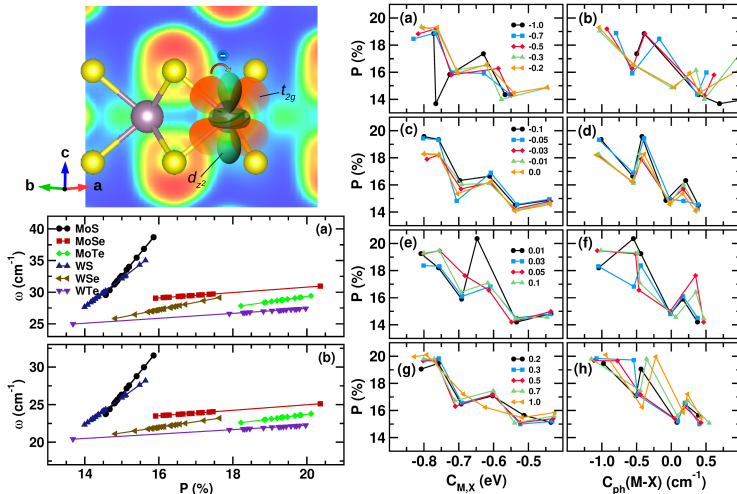 −
t2g
dz2
c
b
a
(a)
MoS
MoSe
MoTe
WS
WSe
WTe
ω (cm-1)
40
35
30
25
(b)
ω (cm-1)
30
25
20
14
16
18
20
P (%)
(a)
-1.0
-0.7
-0.5
-0.3
-0.2
P (%)
20
18
16
14
(b)
(c)
-0.1
-0.05
-0.03
-0.01
0.0
P (%)
20
18
16
14
(d)
(e)
0.01
0.03
0.05
0.1
P (%)
20
18
16
14
(f)
(g)
0.2
0.3
0.5
0.7
1.0
P (%)
20
18
16
14
(h)
-0.8
-0.7
-0.6
-0.5
CM,X (eV)
-1.0
-0.5
0.0
0.5
Cph(M-X) (cm-1)